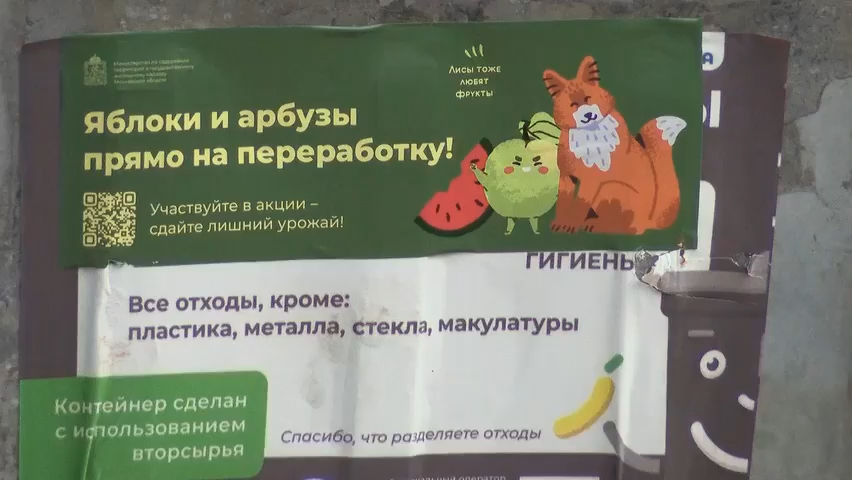 Министерство по содержанию
территорий и государственному
жилищному надзору
Московской области
Лисы тоже
любят
фрукты
Яблоки и арбузы
прямо на переработку!
Участвуйте в акции –
сдайте лишний урожай!
ГИГИЕНЫ
Все отходы, кроме:
пластика, металла, стекла, макулатуры
Контейнер сделан
с использованием
вторсырья
Спасибо, что разделяете отходы
оператор